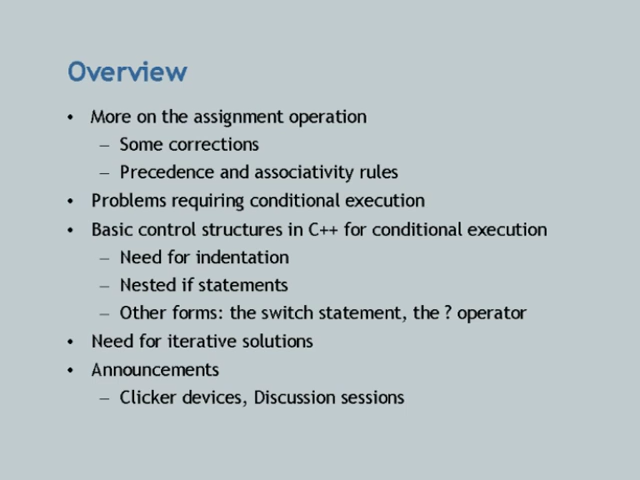 Overview
• More on the assignment operation
– Some corrections
– Precedence and associativity rules
• Problems requiring conditional execution
• Basic control structures in C++ for conditional execution
– Need for indentation
– Nested if statements
– Other forms: the switch statement, the ? operator
• Need for iterative solutions
• Announcements
– Clicker devices, Discussion sessions